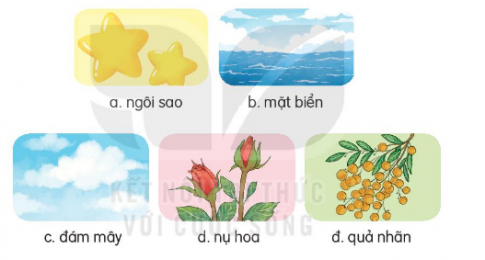 a. ngôi sao
b. mặt biển
KẾT NỐI TRI THỨC
VỚI CUỘC SỐNG
c. đám mây
d. nụ hoa
đ. quả nhãn